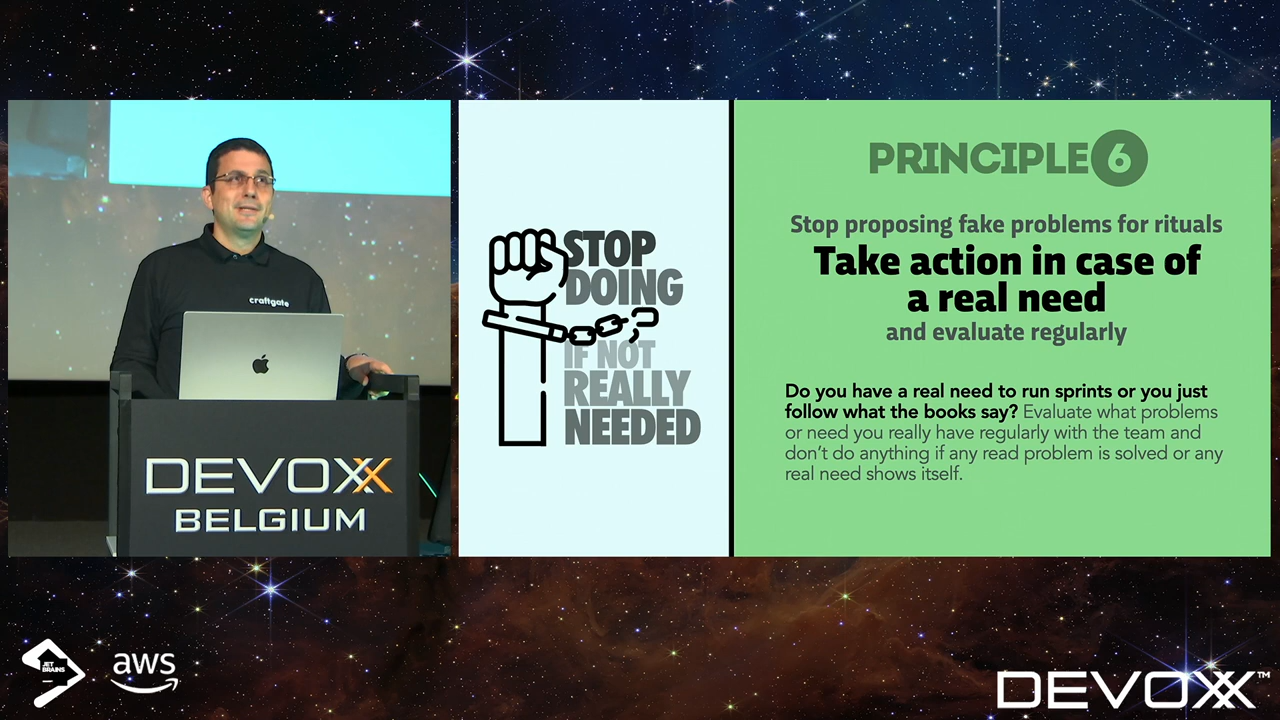 craftgate
DEVOXX
BELGIUM
STOP
DOING
IF NOT
REALLY
NEEDED
PRINCIPLE 6
Stop proposing fake problems for rituals
Take action in case of
a real need
and evaluate regularly
Do you have a real need to run sprints or you just
follow what the books say? Evaluate what problems
or need you really have regularly with the team and
don't do anything if any read problem is solved or any
real need shows itself.
JET
BRAINS
aws
DEVOXX™